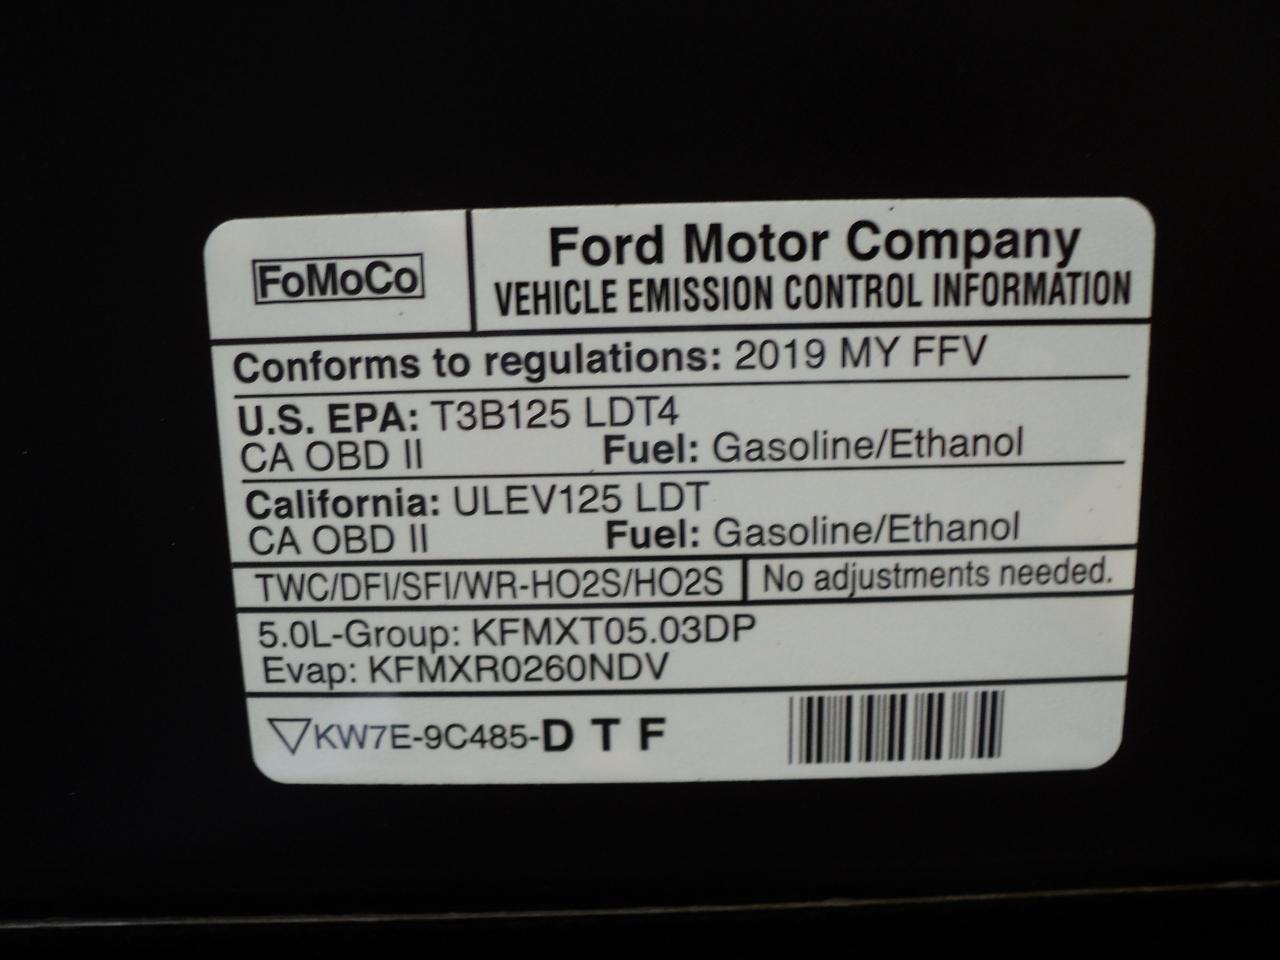 FoMoCo
Ford Motor Company
VEHICLE EMISSION CONTROL INFORMATION
Conforms to regulations: 2019 MY FFV
U.S. EPA: T3B125 LDT4
CA OBD II Fuel: Gasoline/Ethanol
California: ULEV125 LDT
CA OBD II Fuel: Gasoline/Ethanol
TWC/DFI/SFI/WR-HO2S/HO2S No adjustments needed.
5.0L-Group: KFMXT05.03DP
Evap: KFMXR0260NDV
KW7E-9C485-D T F